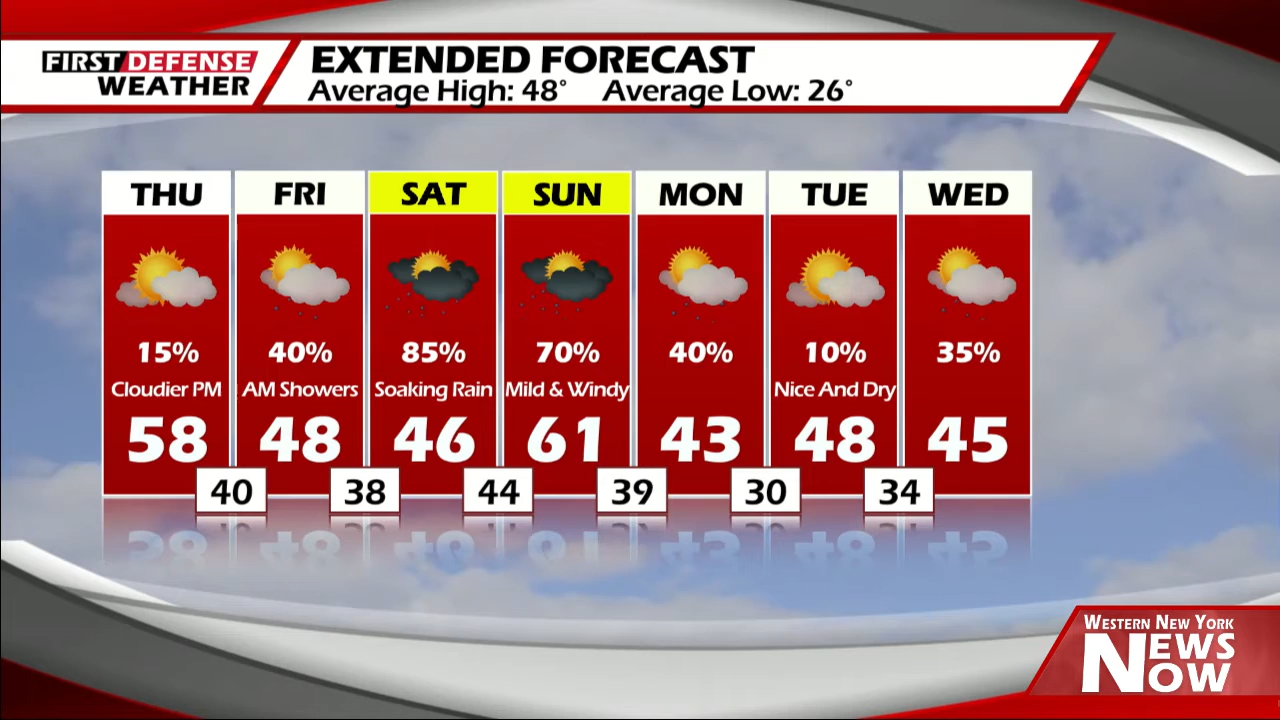 FIRST DEFENSE
WEATHER
EXTENDED FORECAST
Average High: 48° Average Low: 26°
THU FRI SAT SUN MON TUE WED
15% 40% 85% 70% 40% 10% 35%
Cloudier PM AM Showers Soaking Rain Mild & Windy Nice And Dry
58 48 46 61 43 48 45
40 38 44 39 30 34
WESTERN NEW YORK
NEWS
NOW